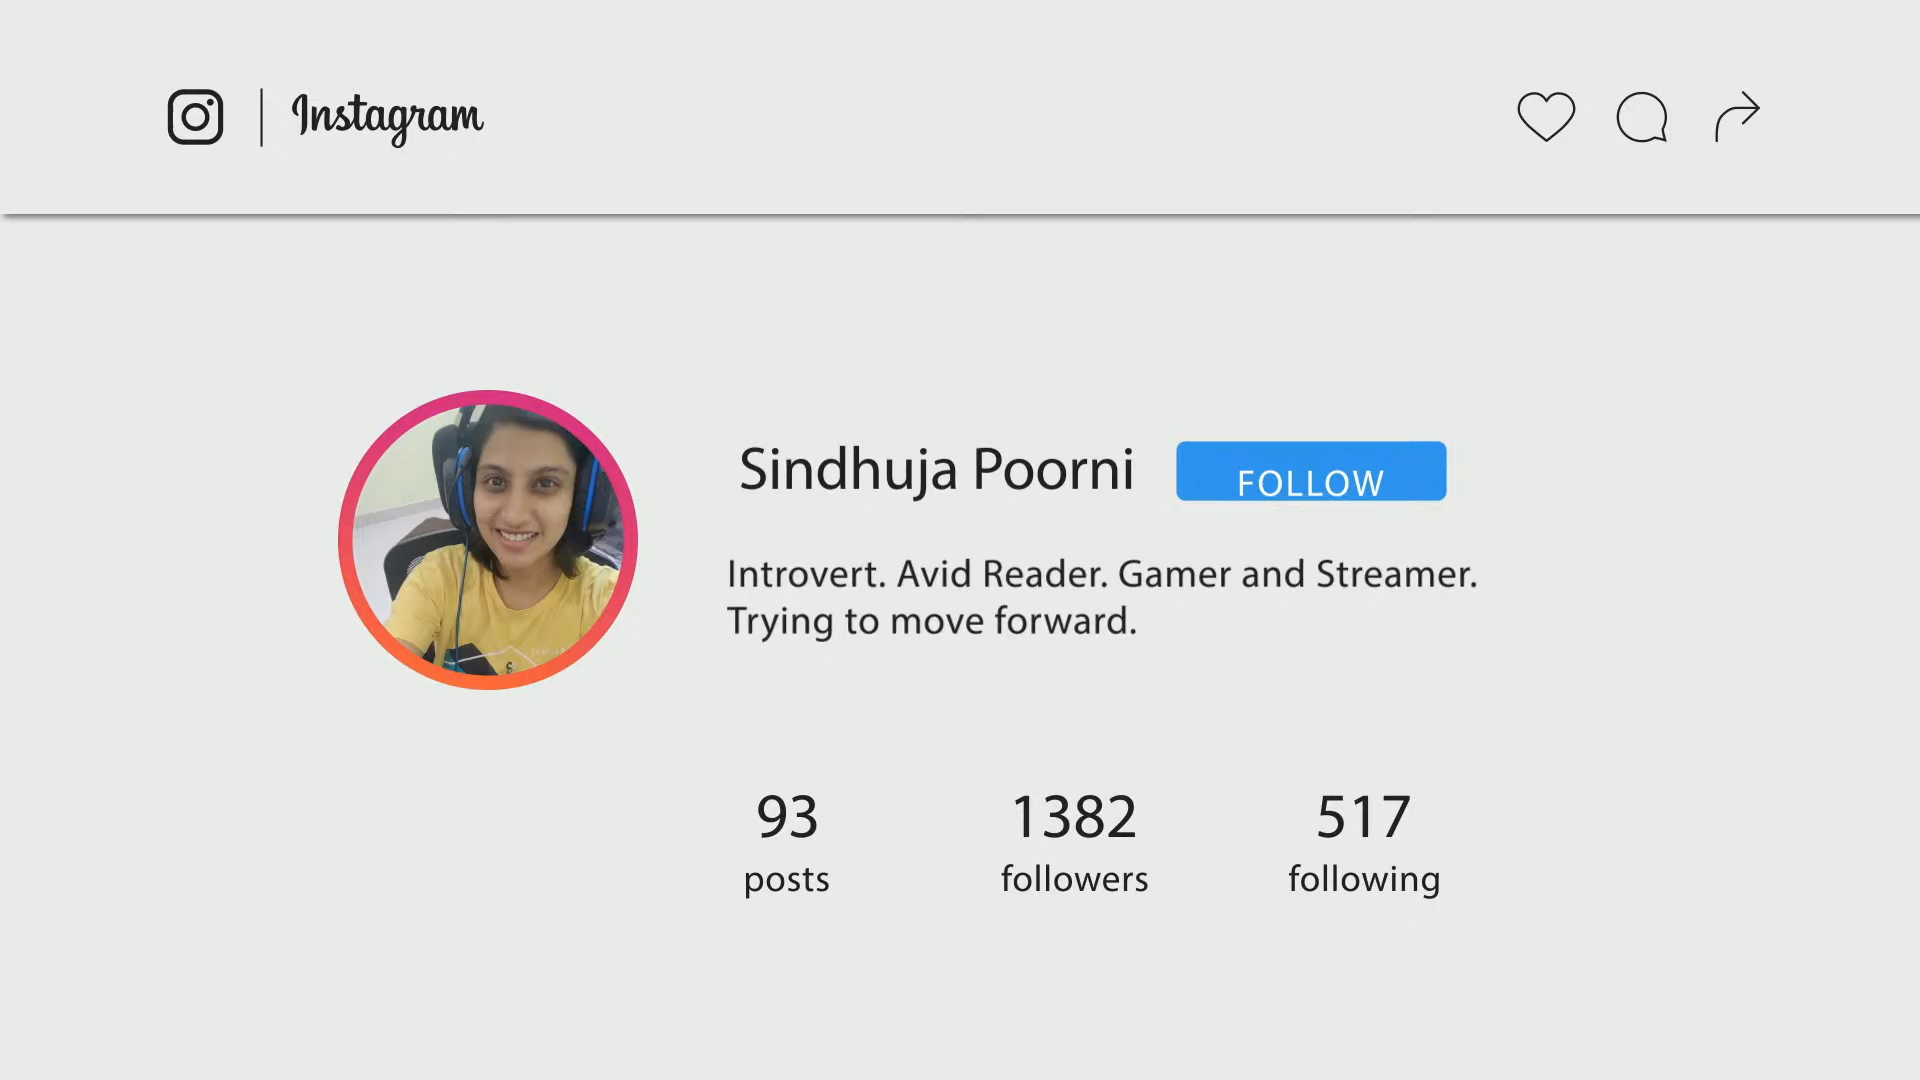 Instagram
Sindhuja Poorni
FOLLOW
Introvert. Avid Reader. Gamer and Streamer.
Trying to move forward.
93
1382
517
posts
followers
following